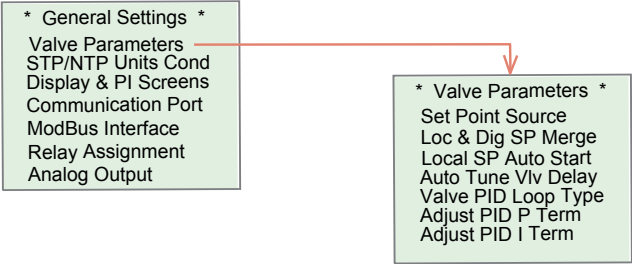 * General Settings *
Valve Parameters
STP/NTP Units Cond
Display & PI Screens
Communication Port
ModBus Interface
Relay Assignment
Analog Output
* Valve Parameters *
Set Point Source
Loc & Dig SP Merge
Local SP Auto Start
Auto Tune Vlv Delay
Valve PID Loop Type
Adjust PID P Term
Adjust PID I Term